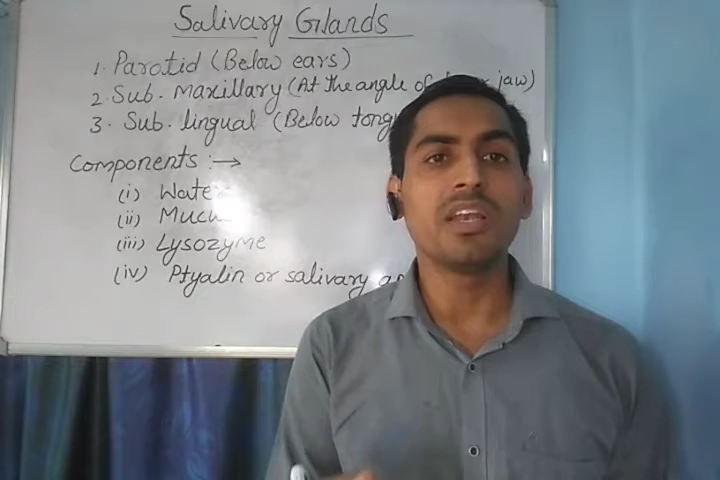 Salivary Glands
1. Parotid (Below ears)
2. Sub. Maxillary (At the angle of jaw)
3. Sub. lingual (Below
Components :→
(i) Water
(ii)
(iii) Lysozyme
(iv) Ptyalin or salivary